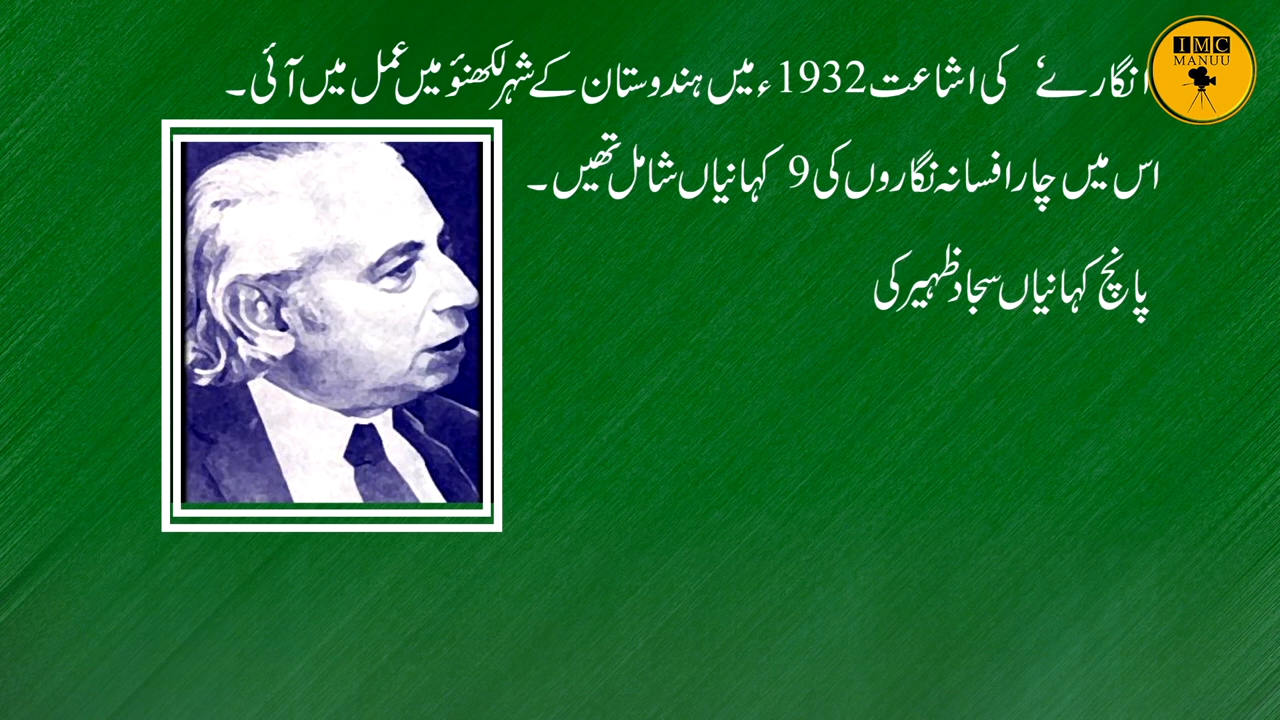 انگارے‘ کی اشاعت 1932ء میں ہندوستان کے شہر لکھنؤ میں عمل میں آئی۔
IMC
MANUU
اس میں چار افسانہ نگاروں کی 9 کہانیاں شامل تھیں۔
پانچ کہانیاں سجاد ظہیر کی